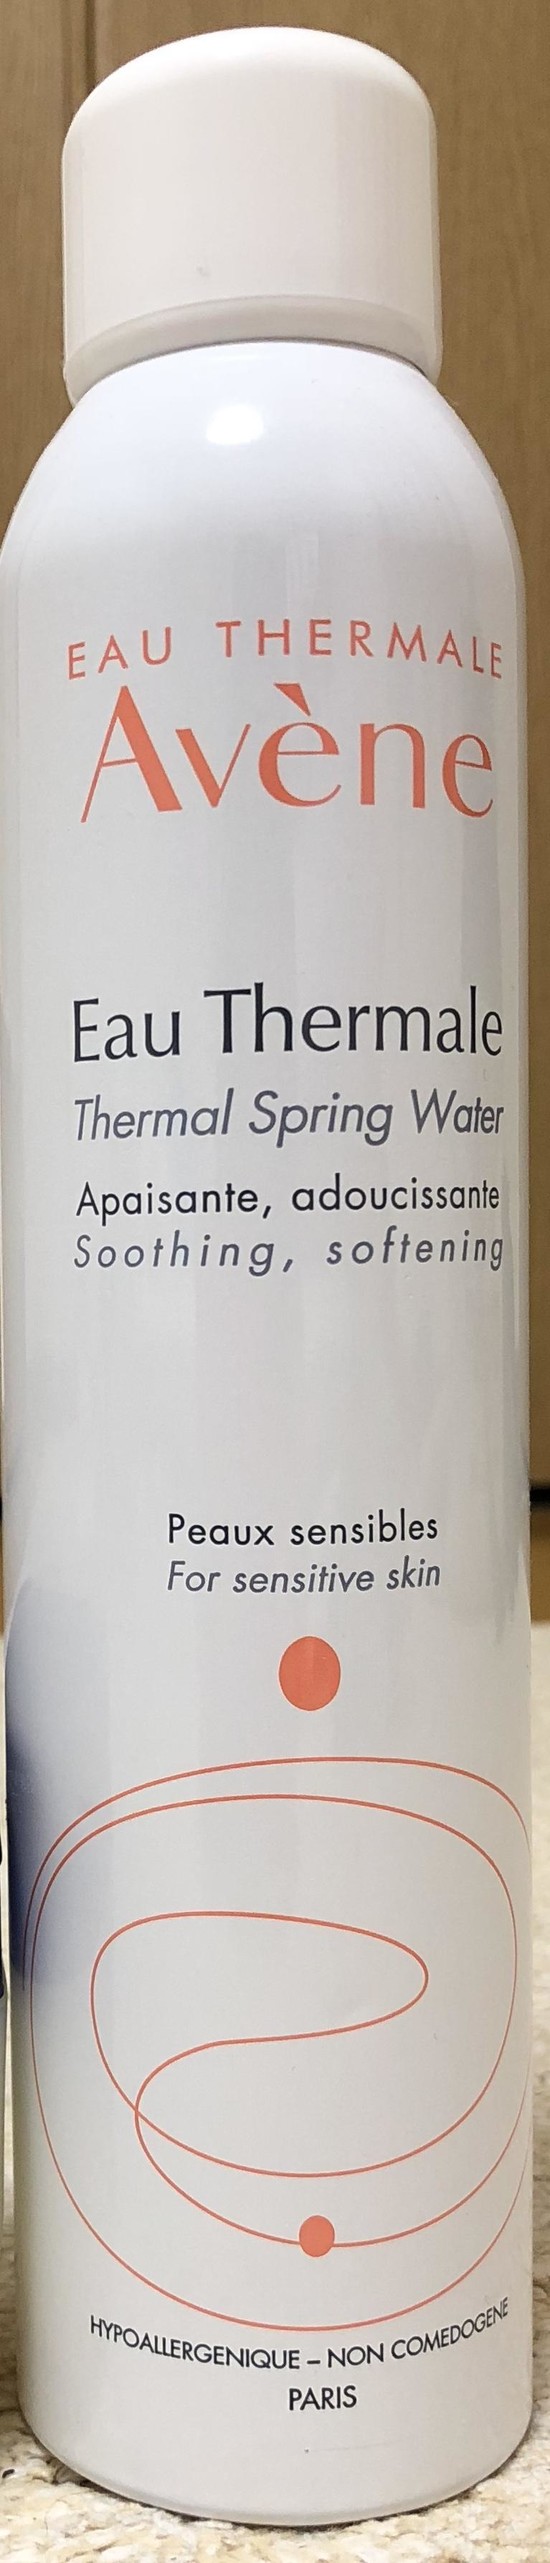 EAU THERMALE
Avène
Eau Thermale
Thermal Spring Water
Apaisante, adoucissante
Soothing, softening
Peaux sensibles
For sensitive skin
HYPOALLERGENIQUE – NON COMEDOGENE
PARIS